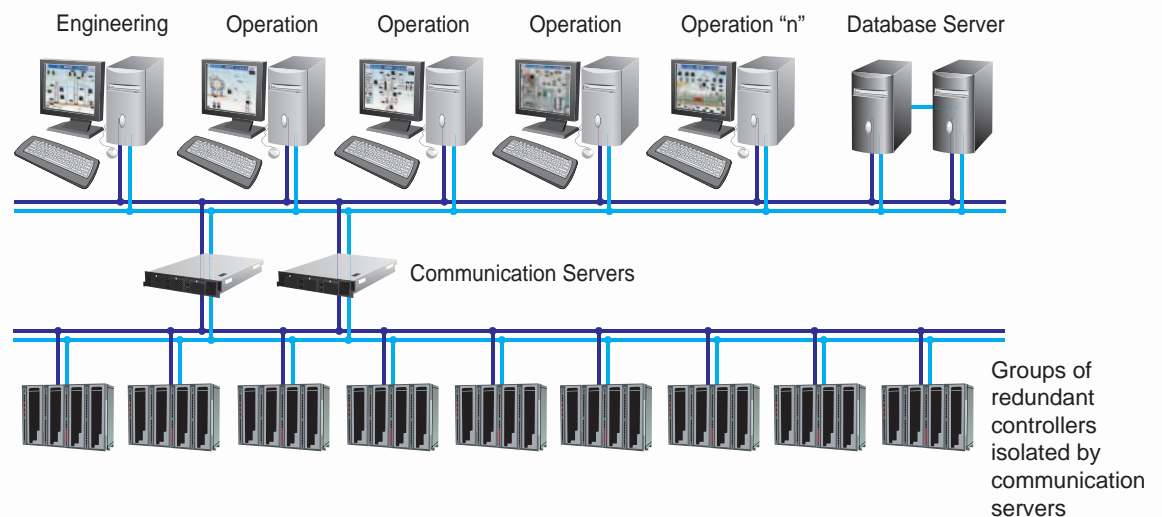 Engineering
Operation
Operation
Operation
Operation “n”
Database Server
Communication Servers
Groups of
redundant
controllers
isolated by
communication
servers